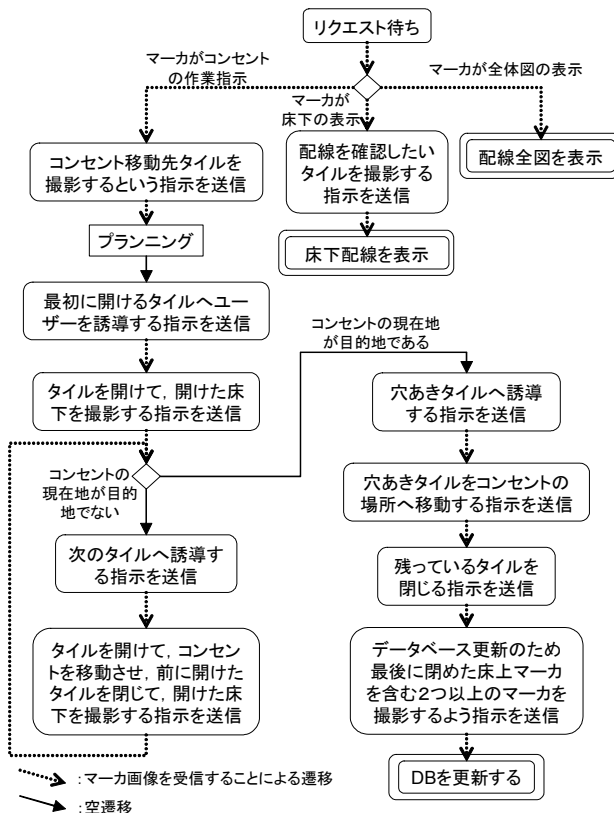 リクエスト待ち
マーカがコンセント
の作業指示
マーカが
床下の表示
マーカが全体図の表示
コンセント移動先タイルを
撮影するという指示を送信
配線を確認したい
タイルを撮影する
指示を送信
配線全図を表示
プランニング
床下配線を表示
最初に開けるタイルへユー
ザーを誘導する指示を送信
コンセントの現在地
が目的地である
タイルを開けて，開けた床
下を撮影する指示を送信
穴あきタイルへ誘導
する指示を送信
コンセントの
現在地が目的
地でない
穴あきタイルをコンセントの
場所へ移動する指示を送信
次のタイルへ誘導す
る指示を送信
残っているタイルを
閉じる指示を送信
タイルを開けて，コンセン
トを移動させ，前に開けた
タイルを閉じて，開けた床
下を撮影する指示を送信
データベース更新のため
最後に閉めた床上マーカ
を含む２つ以上のマーカを
撮影するよう指示を送信
DBを更新する
：マーカ画像を受信することによる遷移
：空遷移